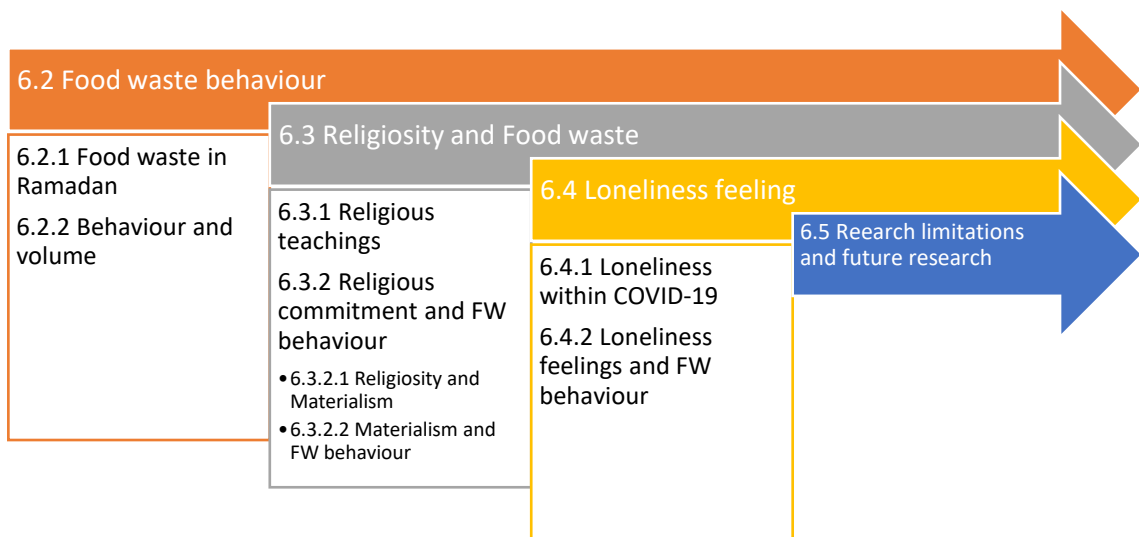 6.2 Food waste behaviour
6.2.1 Food waste in
Ramadan
6.2.2 Behaviour and
volume
6.3 Religiosity and Food waste
6.3.1 Religious
teachings
6.3.2 Religious
commitment and FW
behaviour
•6.3.2.1 Religiosity and
Materialism
•6.3.2.2 Materialism and
FW behaviour
6.4 Loneliness feeling
6.4.1 Loneliness
within COVID-19
6.4.2 Loneliness
feelings and FW
behaviour
6.5 Reearch limitations
and future research